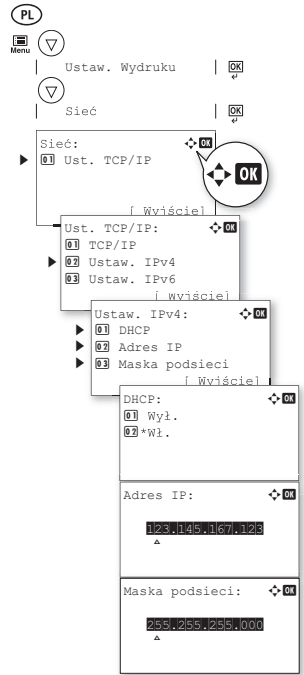 PL
Menu
Ustaw. Wydruku OK
Sieć OK
Sieć: OK
01 Ust. TCP/IP
OK
[ Wyjście]
Ust. TCP/IP: OK
01 TCP/IP
02 Ustaw. IPv4
03 Ustaw. IPv6
[ Wyjście]
Ustaw. IPv4: OK
01 DHCP
02 Adres IP
03 Maska podsieci
[ Wyjście]
DHCP: OK
01 Wył.
02 *Wł.
Adres IP: OK
123.145.167.123
Maska podsieci: OK
255.255.255.000